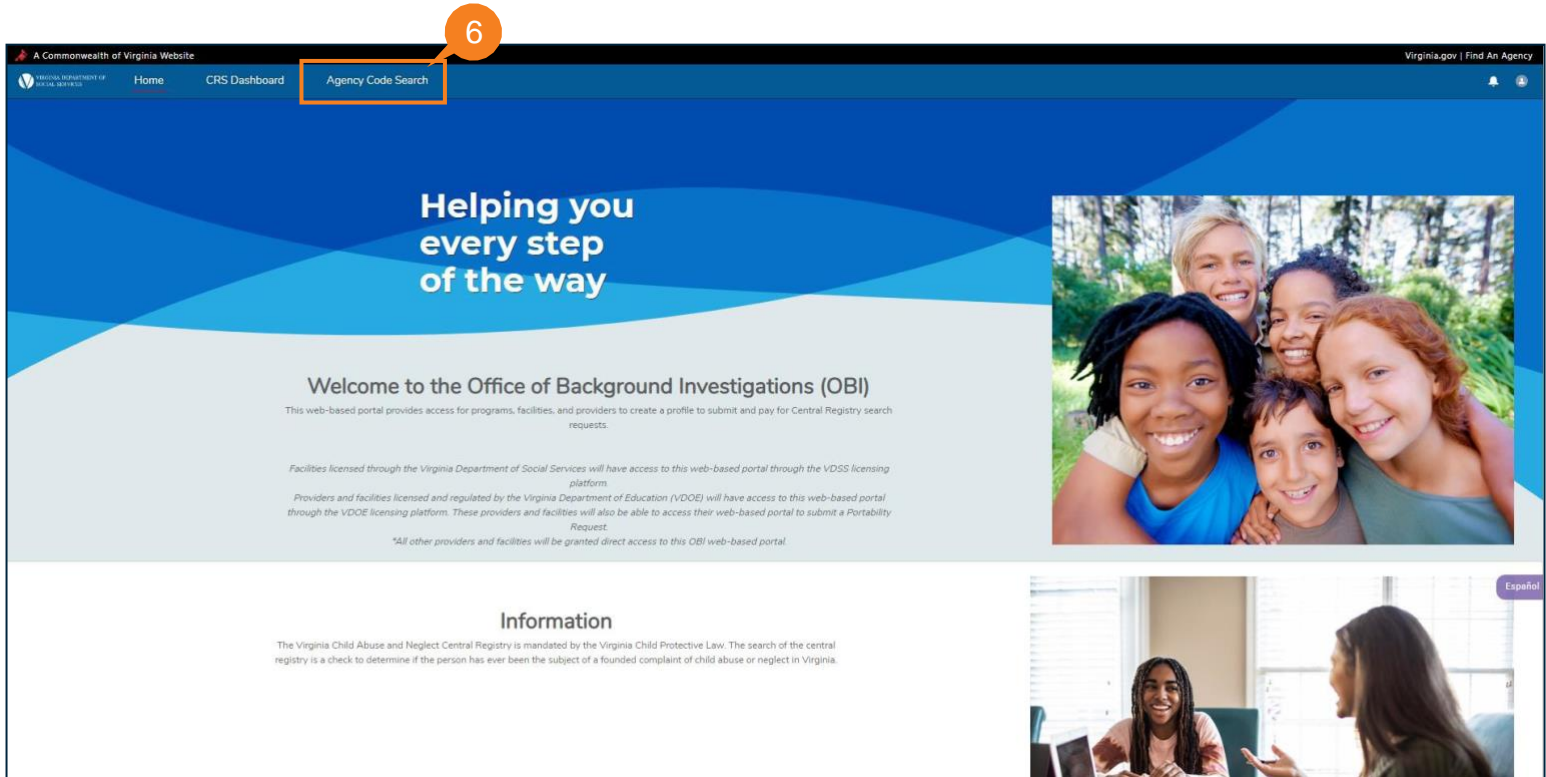 6
A Commonwealth of Virginia Website
Virginia.gov | Find An Agency
VIRGINIA DEPARTMENT OF
SOCIAL SERVICES
Home
CRS Dashboard
Agency Code Search
Helping you
every step
of the way
Welcome to the Office of Background Investigations (OBI)
This web-based portal provides access for programs, facilities, and providers to create a profile to submit and pay for Central Registry search
requests.
Facilities licensed through the Virginia Department of Social Services will have access to this web-based portal through the VDSS licensing
platform.
Providers and facilities licensed and regulated by the Virginia Department of Education (VDOE) will have access to this web-based portal
through the VDOE licensing platform. These providers and facilities will also be able to access their web-based portal to submit a Portability
Request.
*All other providers and facilities will be granted direct access to this OBI web-based portal.
Español
Information
The Virginia Child Abuse and Neglect Central Registry is mandated by the Virginia Child Protective Law. The search of the central
registry is a check to determine if the person has ever been the subject of a founded complaint of child abuse or neglect in Virginia.